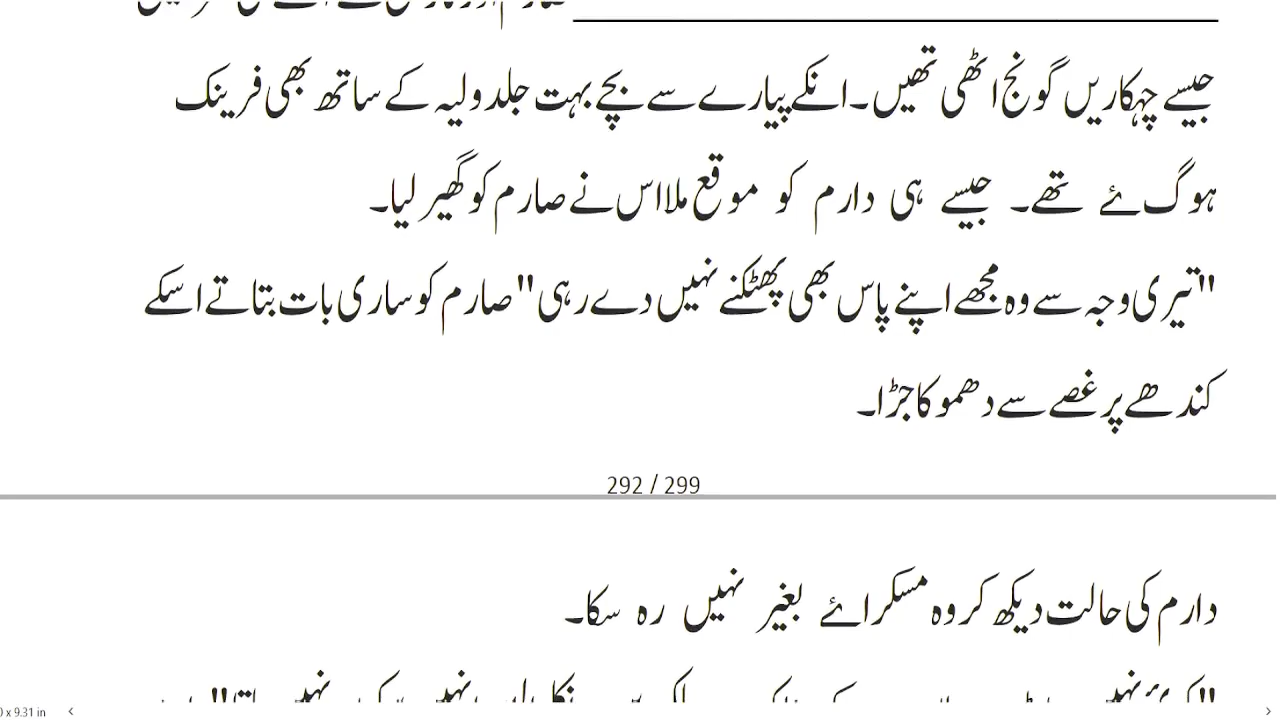 جیسے چہکاریں گونج اٹھی تھیں۔انکے پیارے سے بچے بہت جلد ولیہ کے ساتھ بھی فرینک
ہوگئے تھے۔ جیسے ہی دارم کو موقع ملا اس نے صارم کو گھیر لیا۔
"تیری وجہ سے وہ مجھے اپنے پاس بھی پھٹکنے نہیں دے رہی" صارم کو ساری بات بتاتے اسکے
کندھے پر غصے سے دھموکا جڑا۔
292 / 299
دارم کی حالت دیکھ کر وہ مسکرائے بغیر نہیں رہ سکا۔
x 9.31 in